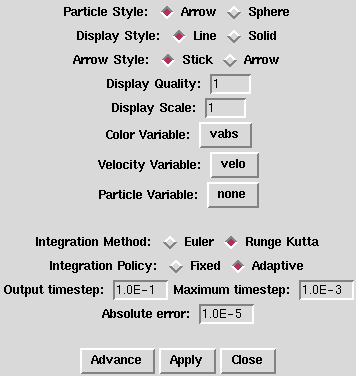 Particle Style: Arrow Sphere
Display Style: Line Solid
Arrow Style: Stick Arrow
Display Quality: 1
Display Scale: 1
Color Variable: vabs
Velocity Variable: velo
Particle Variable: none
Integration Method: Euler Runge Kutta
Integration Policy: Fixed Adaptive
Output timestep: 1.0E-1 Maximum timestep: 1.0E-3
Absolute error: 1.0E-5
Advance Apply Close